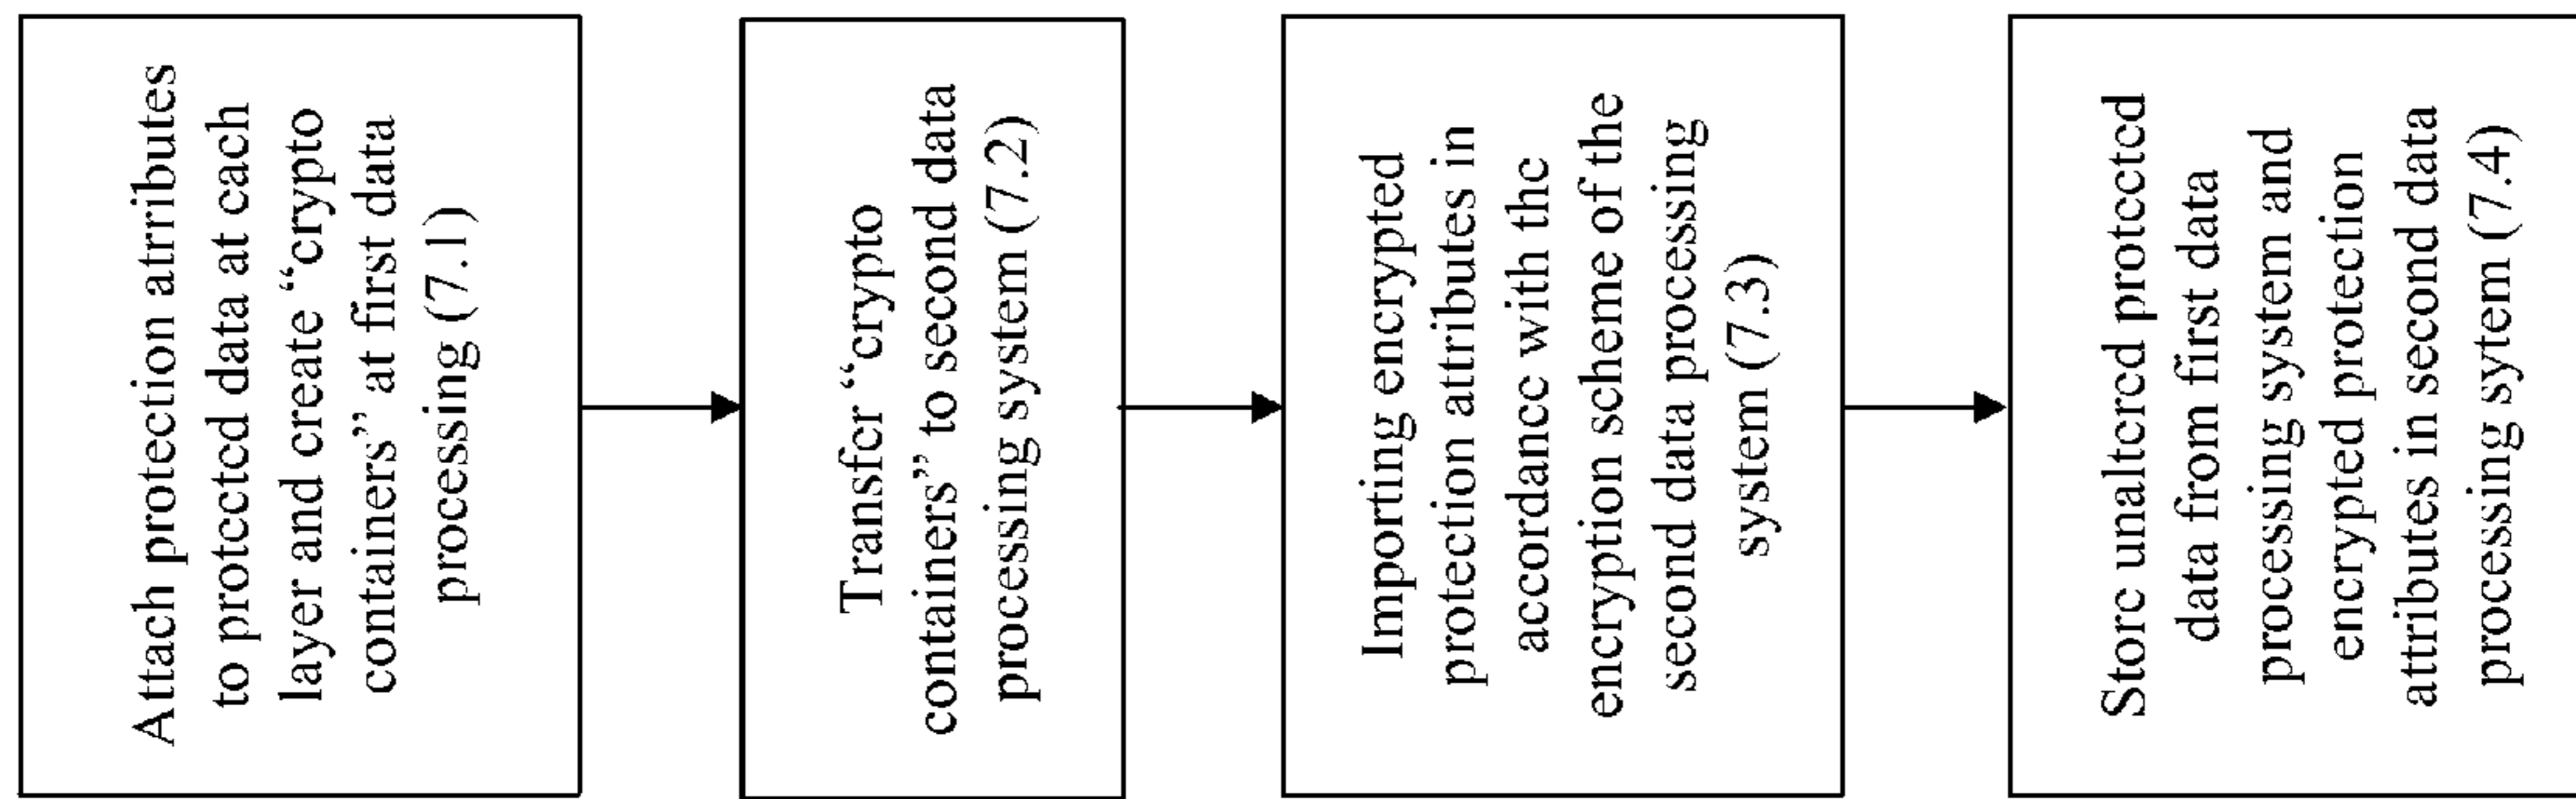 Attach protection attributes
to protected data at each
layer and create “crypto
containers” at first data
processing (7.1)
Transfer “crypto
containers” to second data
processing system (7.2)
Importing encrypted
protection attributes in
accordance with the
encryption scheme of the
second data processing
system (7.3)
Store unaltered protected
data from first data
processing system and
encrypted protection
attributes in second data
processing sytem (7.4)